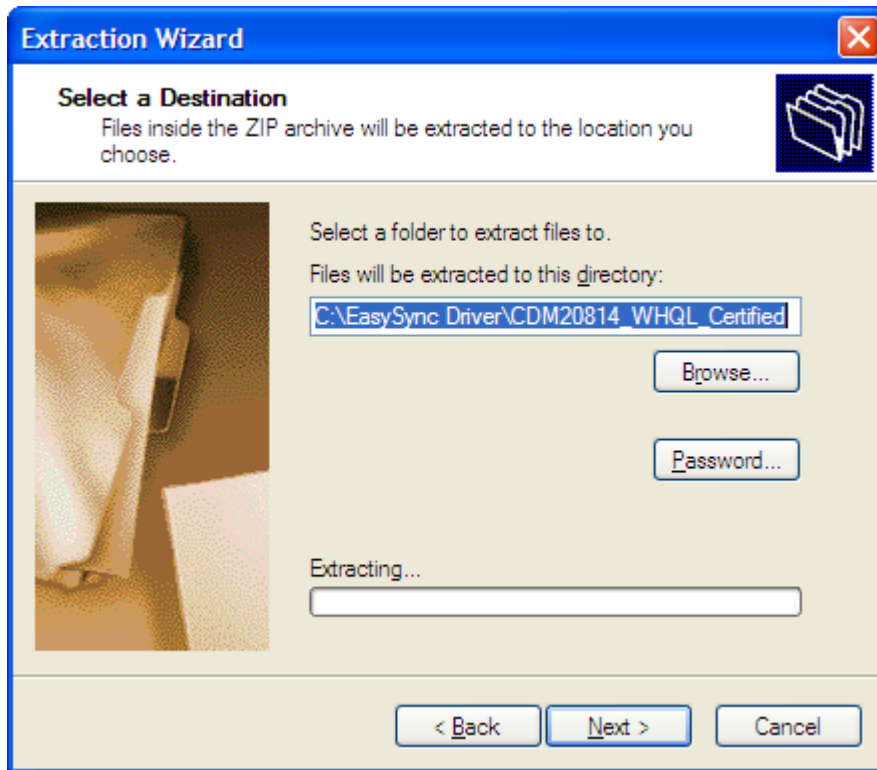 Extraction Wizard
Select a Destination
Files inside the ZIP archive will be extracted to the location you
choose.
Select a folder to extract files to.
Files will be extracted to this directory:
C:\EasySync Driver\CDM20814_WHQL_Certified
Browse...
Password...
Extracting...
< Back Next > Cancel